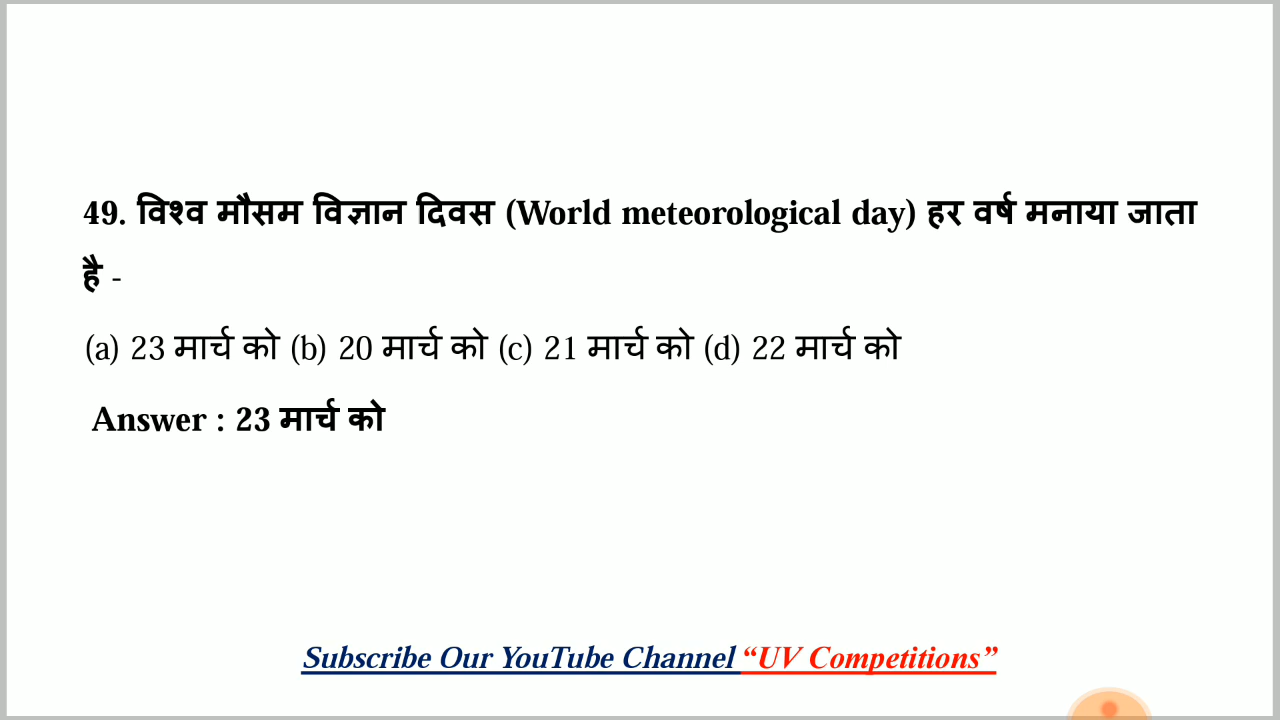 49. विश्व मौसम विज्ञान दिवस (World meteorological day) हर वर्ष मनाया जाता
है -
(a) 23 मार्च को (b) 20 मार्च को (c) 21 मार्च को (d) 22 मार्च को
Answer : 23 मार्च को
Subscribe Our YouTube Channel “UV Competitions”